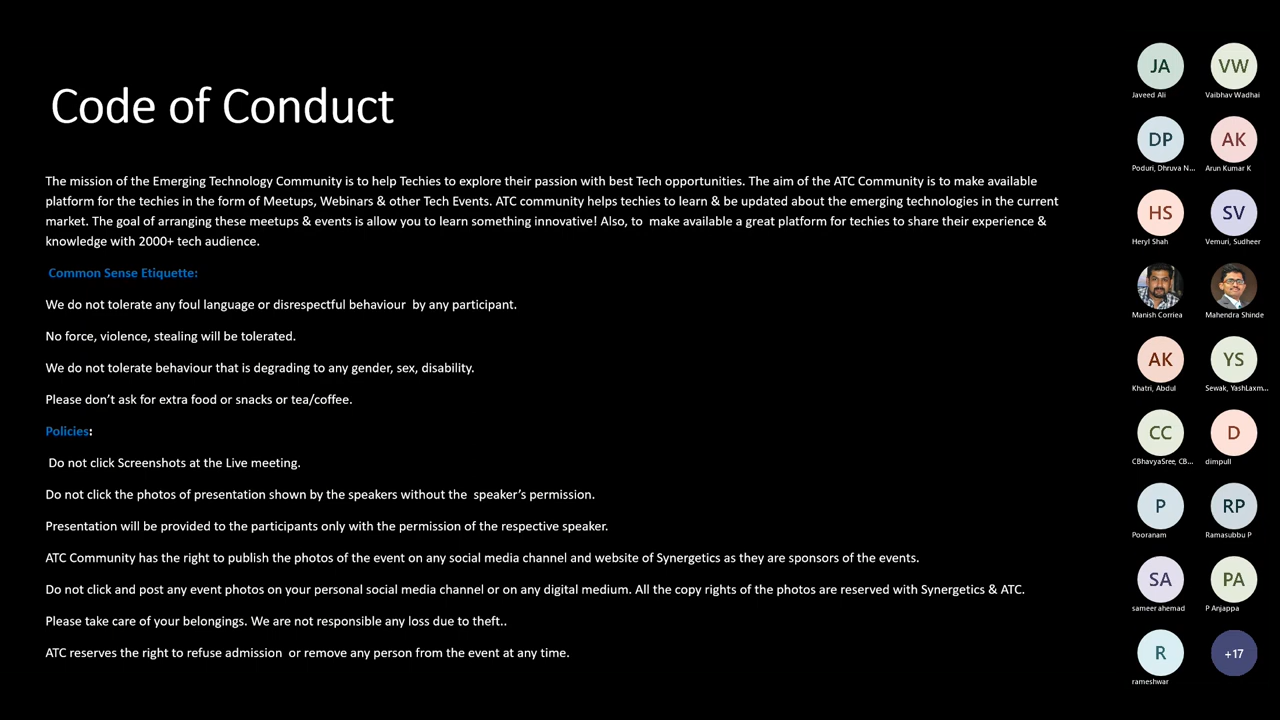 Code of Conduct
The mission of the Emerging Technology Community is to help Techies to explore their passion with best Tech opportunities. The aim of the ATC Community is to make available
platform for the techies in the form of Meetups, Webinars & other Tech Events. ATC community helps techies to learn & be updated about the emerging technologies in the current
market. The goal of arranging these meetups & events is allow you to learn something innovative! Also, to  make available a great platform for techies to share their experience &
knowledge with 2000+ tech audience.
Common Sense Etiquette:
We do not tolerate any foul language or disrespectful behaviour  by any participant.
No force, violence, stealing will be tolerated.
We do not tolerate behaviour that is degrading to any gender, sex, disability.
Please don’t ask for extra food or snacks or tea/coffee.
Policies:
Do not click Screenshots at the Live meeting.
Do not click the photos of presentation shown by the speakers without the  speaker’s permission.
Presentation will be provided to the participants only with the permission of the respective speaker.
ATC Community has the right to publish the photos of the event on any social media channel and website of Synergetics as they are sponsors of the events.
Do not click and post any event photos on your personal social media channel or on any digital medium. All the copy rights of the photos are reserved with Synergetics & ATC.
Please take care of your belongings. We are not responsible any loss due to theft..
ATC reserves the right to refuse admission  or remove any person from the event at any time.
JA VW
Javeed Ali Vaibhav Wadhai
DP AK
Poduri, Dhruva N... Arun Kumar K
HS SV
Heryl Shah Vemuri, Sudheer
Manish Corriea Mahendra Shinde
AK YS
Khatri, Abdul Sewak, YashLaxm...
CC D
CBhavyaSree, CB... dimpull
P RP
Pooranam Ramasubbu P
SA PA
sameer ahemad P Anjappa
R +17
rameshwar